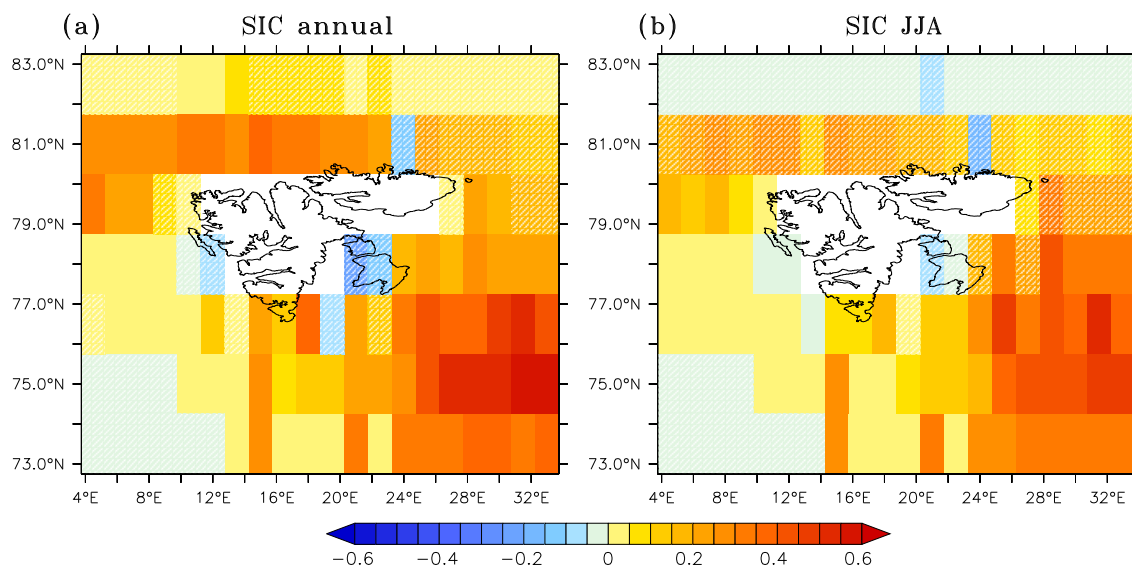 (a) SIC annual
(b) SIC JJA
83.0°N
81.0°N
79.0°N
77.0°N
75.0°N
73.0°N
4°E 8°E 12°E 16°E 20°E 24°E 28°E 32°E
83.0°N
81.0°N
79.0°N
77.0°N
75.0°N
73.0°N
4°E 8°E 12°E 16°E 20°E 24°E 28°E 32°E
−0.6 −0.4 −0.2 0 0.2 0.4 0.6